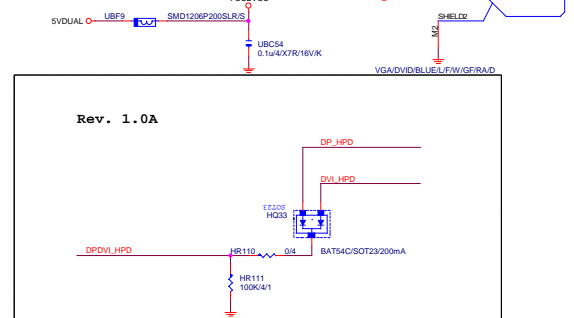 5VDUAL UBF9 SMD1206P200SLR/S SHIELD2
M2
UBC54
0.1u/4/X7R/16V/K
VGA/DVID/BLUE/L/F/W/GF/RA/D
Rev. 1.0A
DP_HPD
DVI_HPD
SOT23
HQ33
DPDVI_HPD HR110 0/4 BAT54C/SOT23/200mA
HR111
100K/4/1